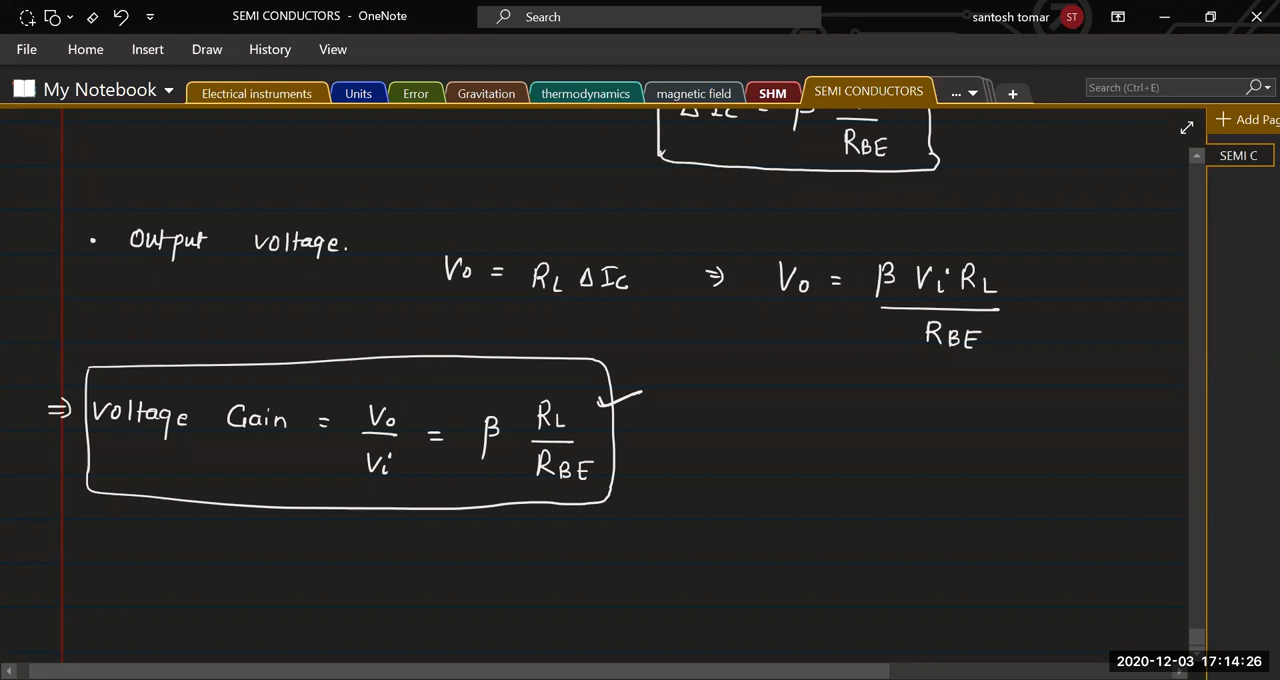 SEMI CONDUCTORS - OneNote
Search
santosh tomar
ST
File Home Insert Draw History View
My Notebook
Electrical instruments
Units
Error
Gravitation
thermodynamics
magnetic field
SHM
SEMI CONDUCTORS
...
Search (Ctrl+E)
Add Pag
SEMI C
Δ IC = β
RBE
• Output voltage.
Vo = RL Δ IC ⇒ Vo = β Vi RL
RBE
⇒ Voltage Gain = Vo / Vi = β RL / RBE
2020-12-03 17:14:26